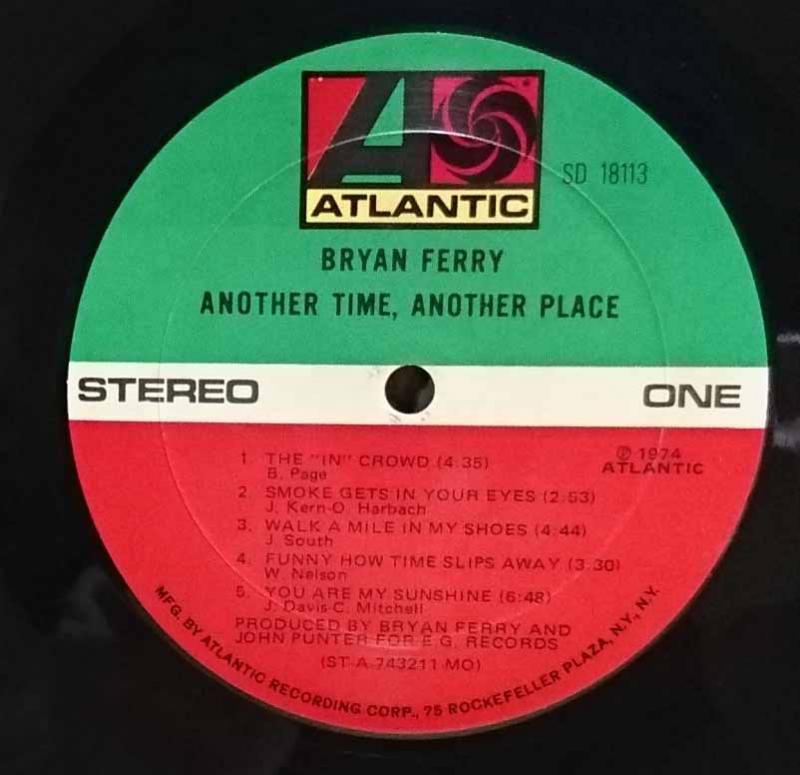 ATLANTIC
SD 18113
BRYAN FERRY
ANOTHER TIME, ANOTHER PLACE
STEREO
ONE
℗ 1974
ATLANTIC
1. THE "IN" CROWD (4:35)
B. Page
2. SMOKE GETS IN YOUR EYES (2:53)
J. Kern-O. Harbach
3. WALK A MILE IN MY SHOES (4:44)
J. South
4. FUNNY HOW TIME SLIPS AWAY (3:30)
W. Nelson
5. YOU ARE MY SUNSHINE (6:48)
J. Davis-C. Mitchell
PRODUCED BY BRYAN FERRY AND
JOHN PUNTER FOR E.G. RECORDS
(ST-A-743211-MO)
MFG. BY ATLANTIC RECORDING CORP., 75 ROCKEFELLER PLAZA, N.Y., N.Y.